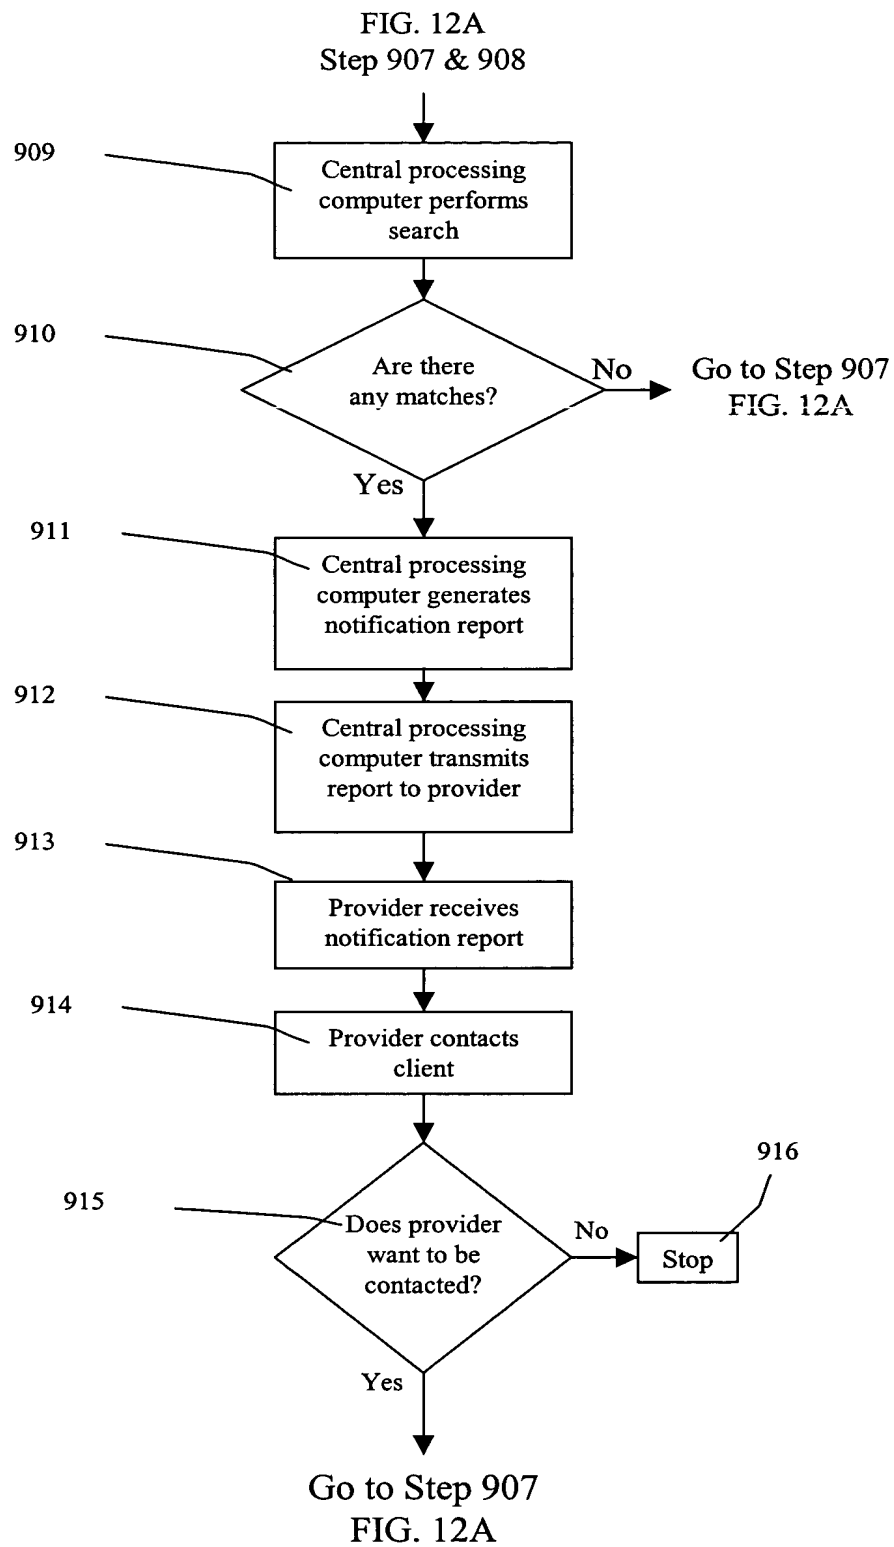 FIG. 12A
Step 907 & 908
909
Central processing
computer performs
search
910
Are there
any matches?
No
Go to Step 907
FIG. 12A
Yes
911
Central processing
computer generates
notification report
912
Central processing
computer transmits
report to provider
913
Provider receives
notification report
914
Provider contacts
client
916
915
Does provider
want to be
contacted?
No
Stop
Yes
Go to Step 907
FIG. 12A